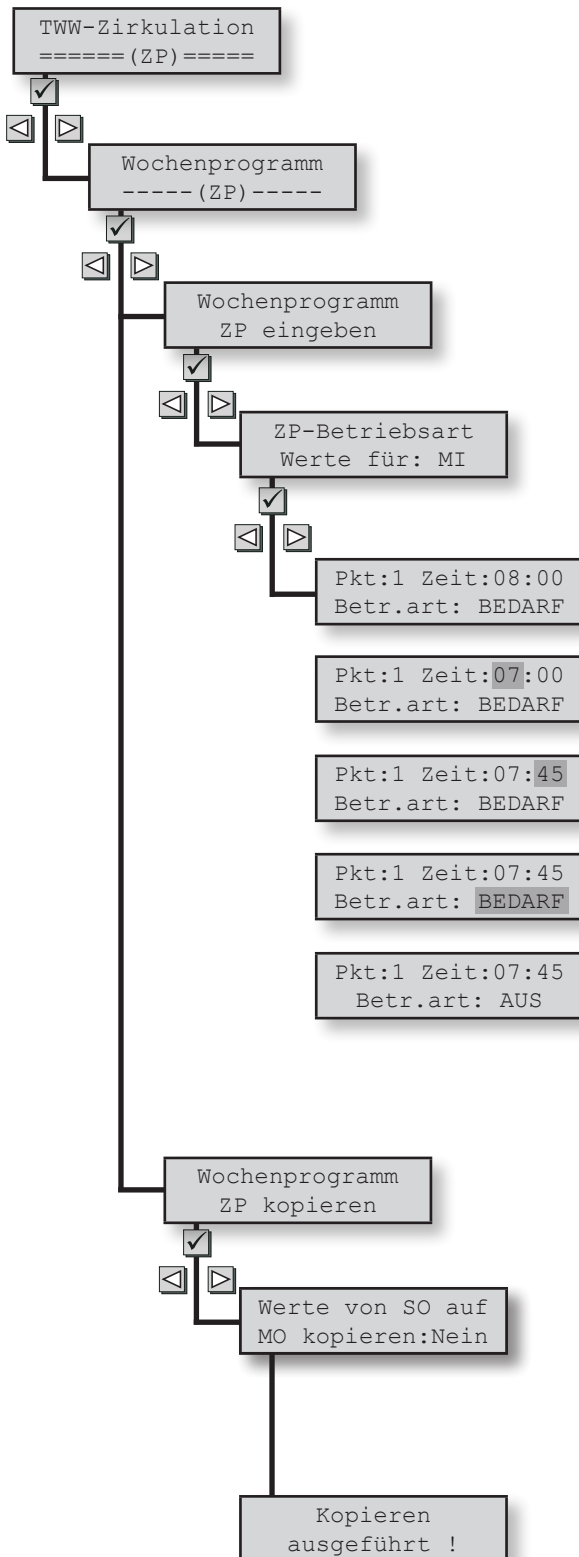 TWW-Zirkulation
======(ZP)=====
Wochenprogramm
-----(ZP)-----
Wochenprogramm
ZP eingeben
ZP-Betriebsart
Werte für: MI
Pkt:1 Zeit:08:00
Betr.art: BEDARF
Pkt:1 Zeit:07:00
Betr.art: BEDARF
Pkt:1 Zeit:07:45
Betr.art: BEDARF
Pkt:1 Zeit:07:45
Betr.art: BEDARF
Pkt:1 Zeit:07:45
Betr.art: AUS
Wochenprogramm
ZP kopieren
Werte von SO auf
MO kopieren:Nein
Kopieren
ausgeführt !